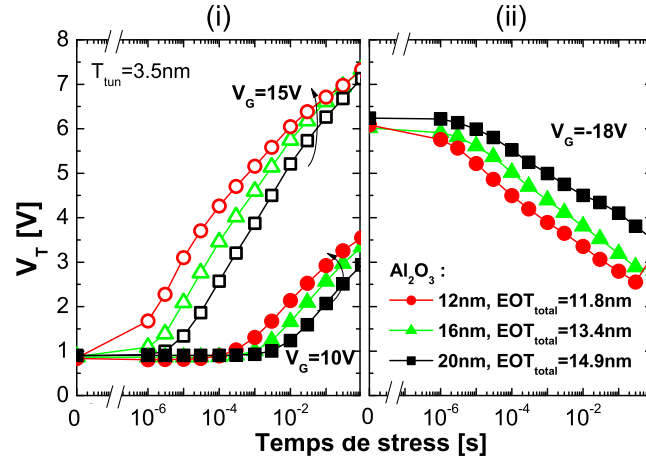 (i) (ii)
8
7
6
5
4
3
2
1
0
V_T [V]
T_tun=3.5nm
V_G=15V
V_G=10V
V_G=-18V
Al_2O_3 :
12nm, EOT_total=11.8nm
16nm, EOT_total=13.4nm
20nm, EOT_total=14.9nm
0 10^-6 10^-4 10^-2 0 10^-6 10^-4 10^-2
Temps de stress [s]